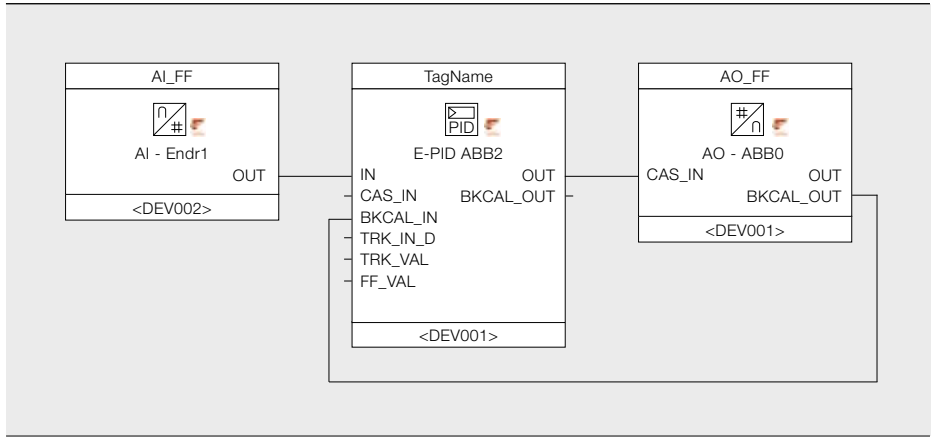 AI_FF
#
AI - Endr1
OUT
<DEV002>
TagName
PID
E-PID ABB2
IN OUT
CAS_IN BKCAL_OUT
BKCAL_IN
TRK_IN_D
TRK_VAL
FF_VAL
<DEV001>
AO_FF
#
AO - ABB0
CAS_IN OUT
BKCAL_OUT
<DEV001>